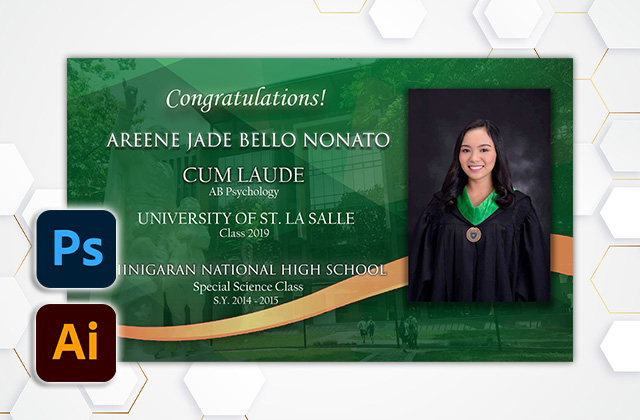 Congratulations!
AREENE JADE BELLO NONATO
CUM LAUDE
AB Psychology
UNIVERSITY OF ST. LA SALLE
Class 2019
HINIGARAN NATIONAL HIGH SCHOOL
Special Science Class
S.Y. 2014 - 2015
Ps
Ai